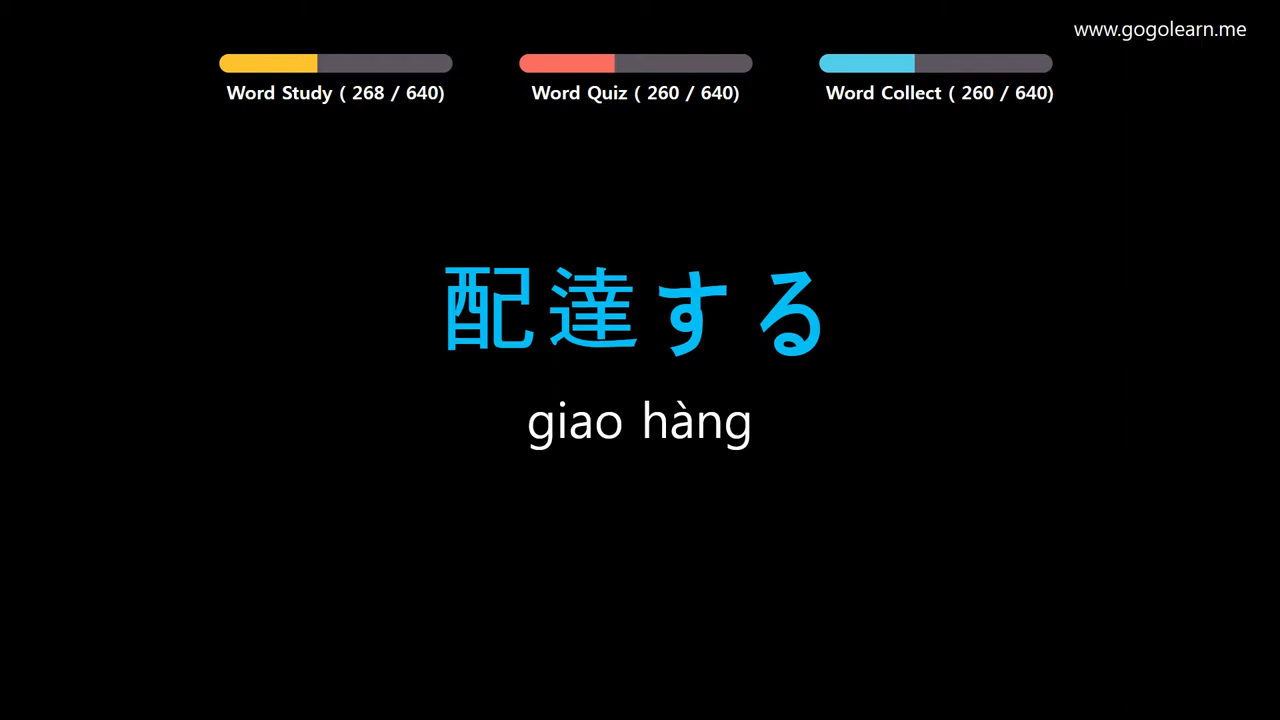 www.gogolearn.me
Word Study ( 268 / 640)
Word Quiz ( 260 / 640)
Word Collect ( 260 / 640)
配達する
giao hàng